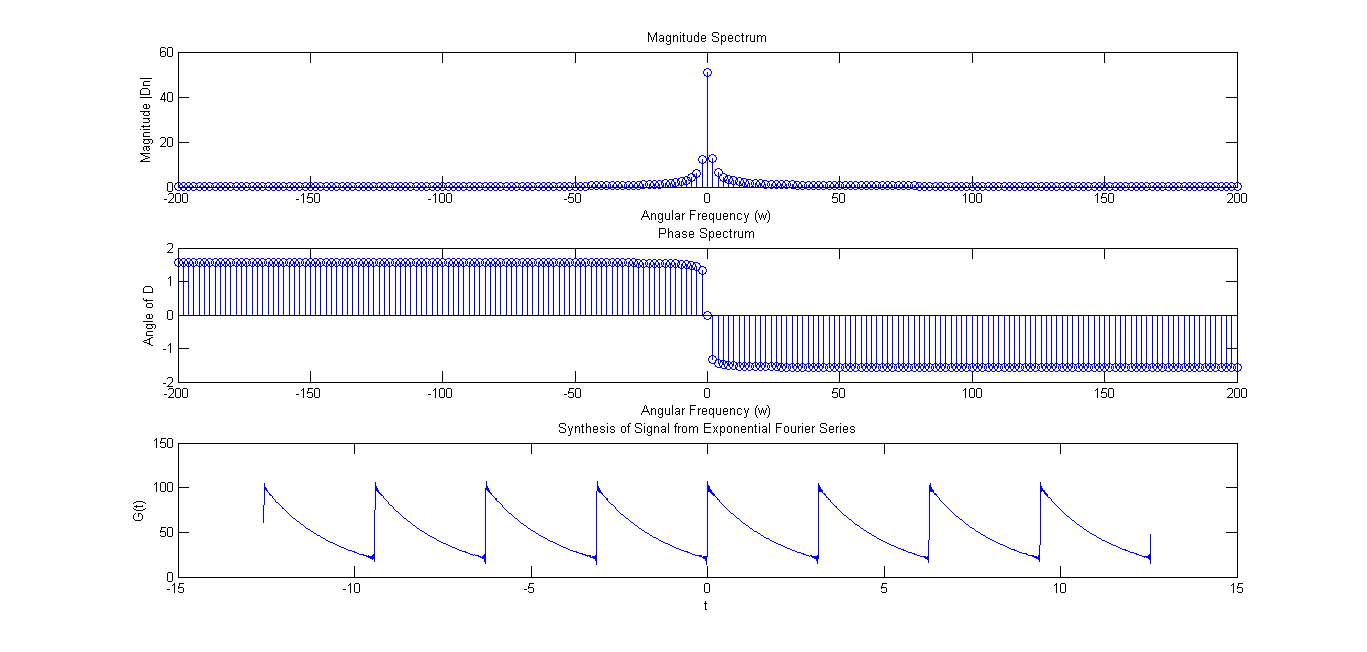 Magnitude Spectrum
60
40
20
0
Magnitude |Dn|
-200 -150 -100 -50 0 50 100 150 200
Angular Frequency (w)
Phase Spectrum
2
1
0
-1
-2
Angle of D
-200 -150 -100 -50 0 50 100 150 200
Angular Frequency (w)
Synthesis of Signal from Exponential Fourier Series
150
100
50
0
G(t)
-15 -10 -5 0 5 10 15
t